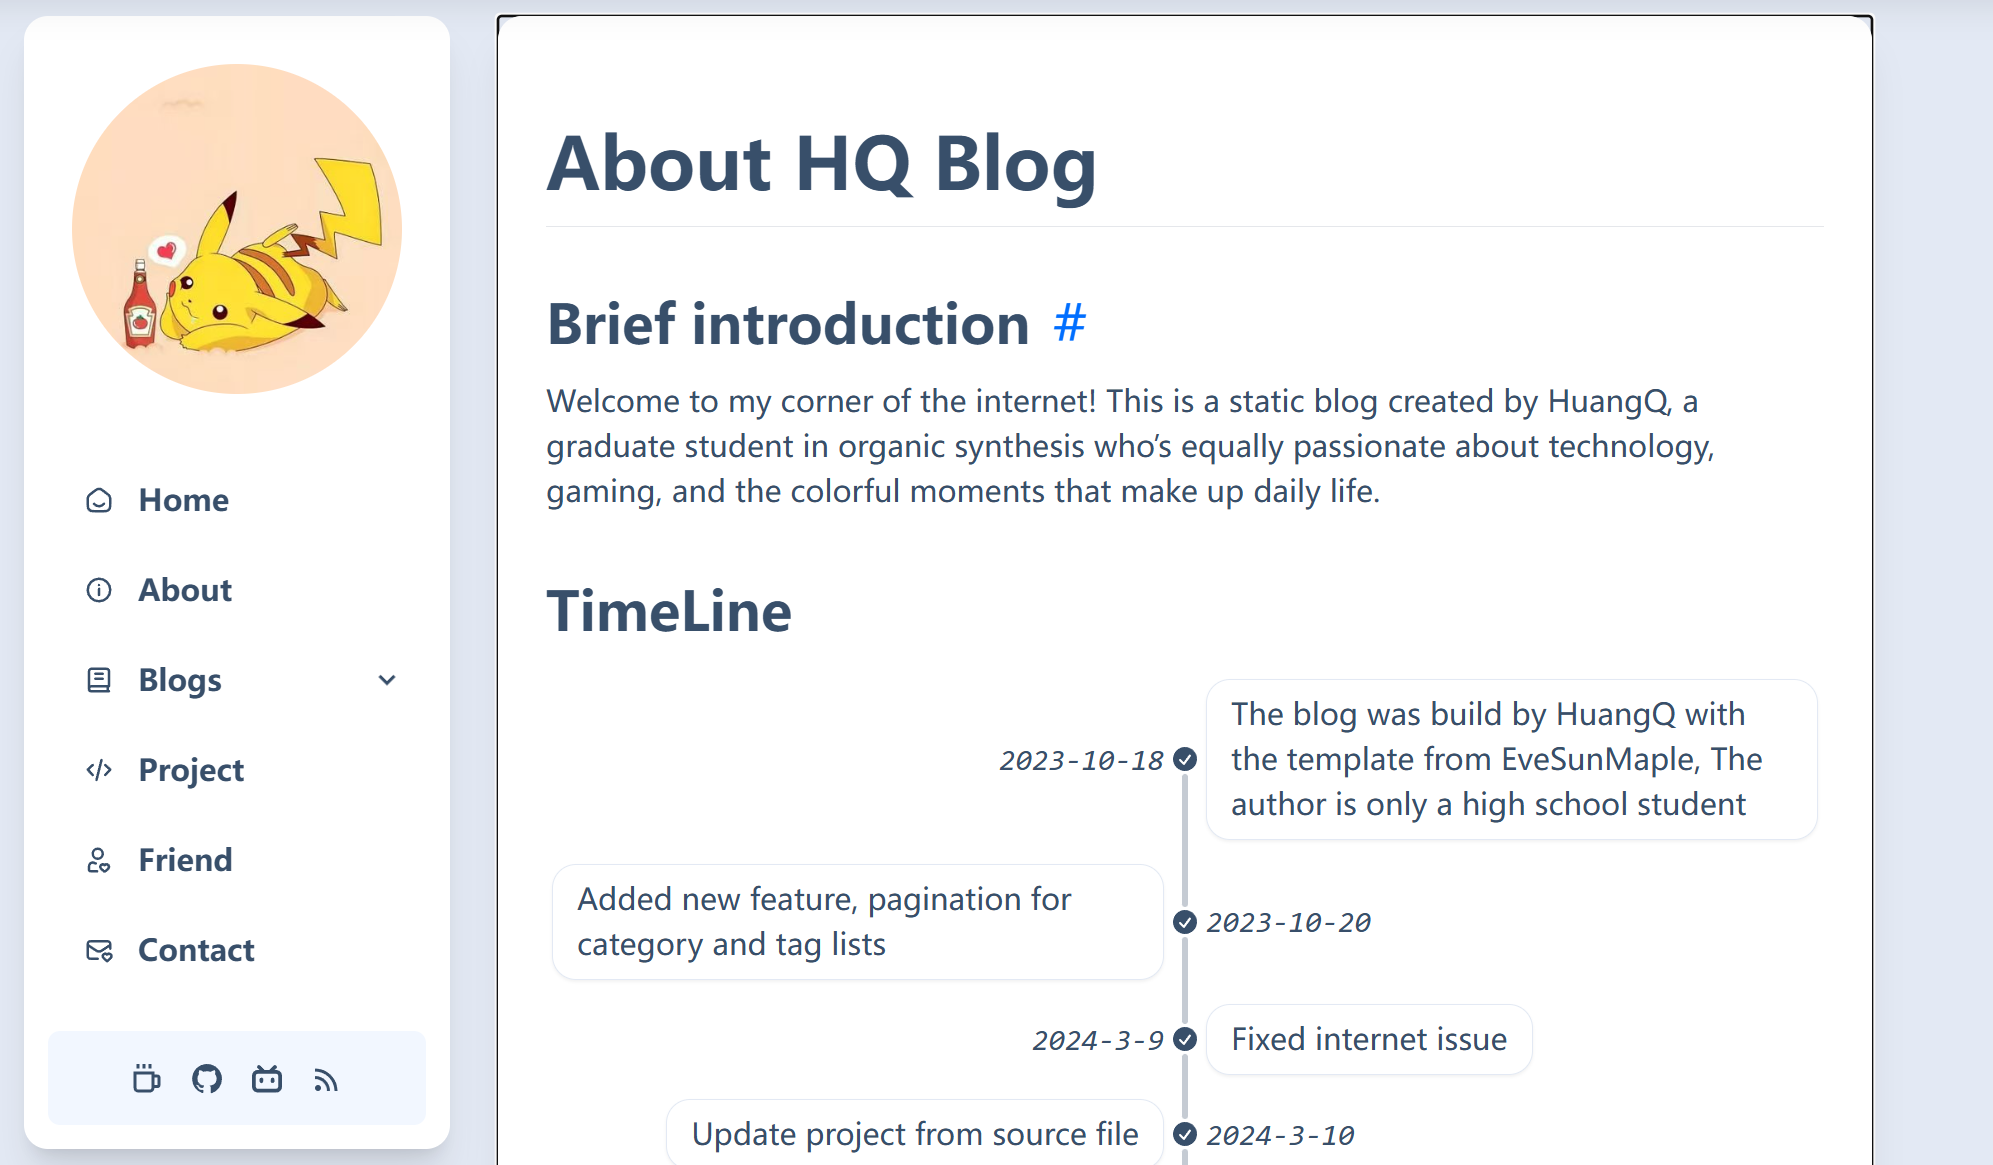 Home
About
Blogs
Project
Friend
Contact
About HQ Blog
Brief introduction #
Welcome to my corner of the internet! This is a static blog created by HuangQ, a
graduate student in organic synthesis who’s equally passionate about technology,
gaming, and the colorful moments that make up daily life.
TimeLine
2023-10-18
The blog was build by HuangQ with
the template from EveSunMaple, The
author is only a high school student
Added new feature, pagination for
category and tag lists
2023-10-20
2024-3-9
Fixed internet issue
Update project from source file
2024-3-10